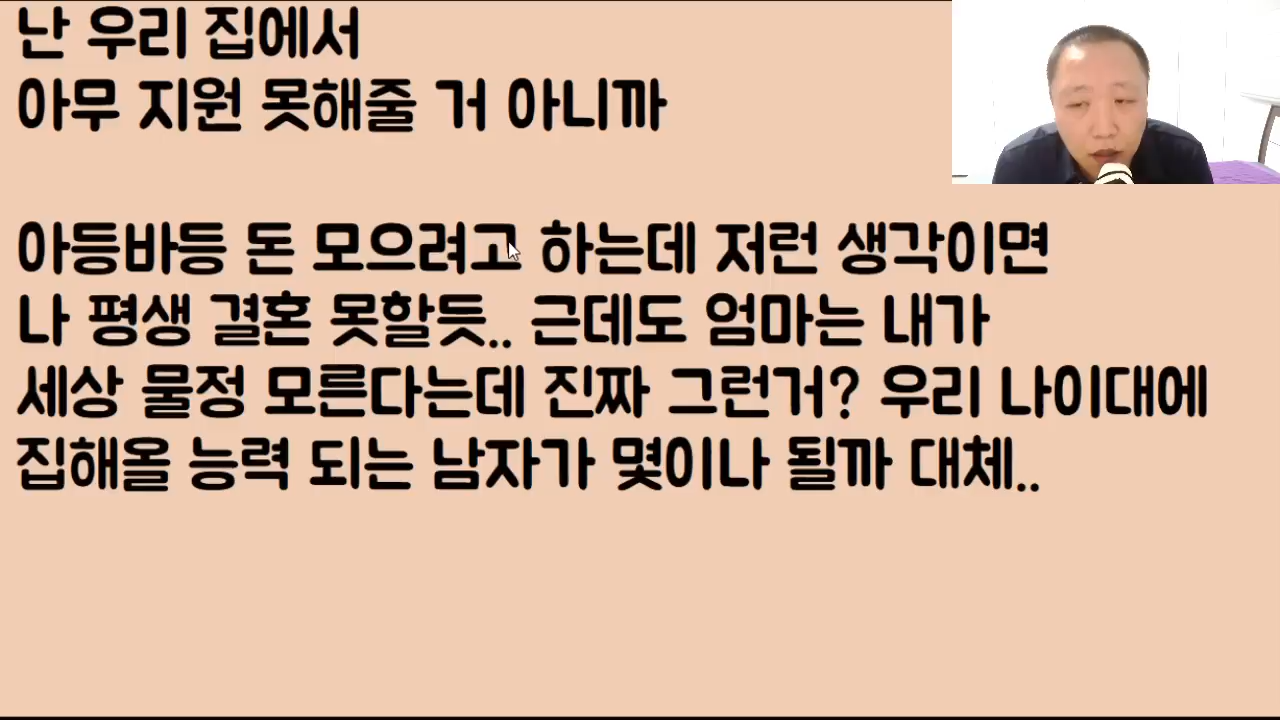 난 우리 집에서
아무 지원 못해줄 거 아니까
아등바등 돈 모으려고 하는데 저런 생각이면
나 평생 결혼 못할듯.. 근데도 엄마는 내가
세상 물정 모른다는데 진짜 그런거? 우리 나이대에
집해올 능력 되는 남자가 몇이나 될까 대체..